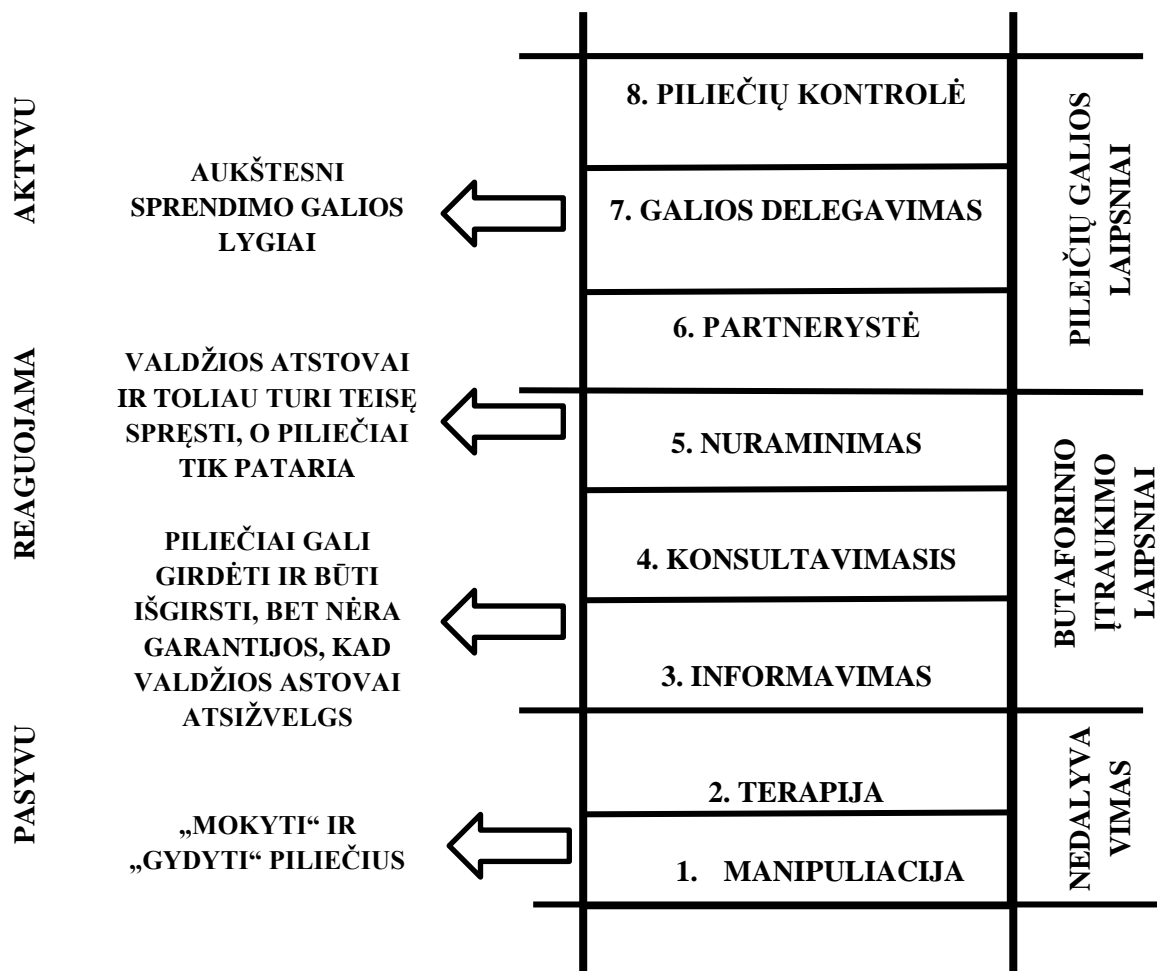 AKTYVU
REAGUOJAMA
PASYVU
AUKŠTESNI
SPRENDIMO GALIOS
LYGIAI
VALDŽIOS ATSTOVAI
IR TOLIAU TURI TEISĘ
SPRĘSTI, O PILIEČIAI
TIK PATARIA
PILIEČIAI GALI
GIRDĖTI IR BŪTI
IŠGIRSTI, BET NĖRA
GARANTIJOS, KAD
VALDŽIOS ASTOVAI
ATSIŽVELGS
„MOKYTI“ IR
„GYDYTI“ PILIEČIUS
8. PILIEČIŲ KONTROLĖ
7. GALIOS DELEGAVIMAS
6. PARTNERYSTĖ
5. NURAMINIMAS
4. KONSULTAVIMASIS
3. INFORMAVIMAS
2. TERAPIJA
1. MANIPULIACIJA
PILEIČIŲ GALIOS
LAIPSNIAI
BUTAFORINIO
ĮTRAUKIMO
LAIPSNIAI
NEDALYVA
VIMAS